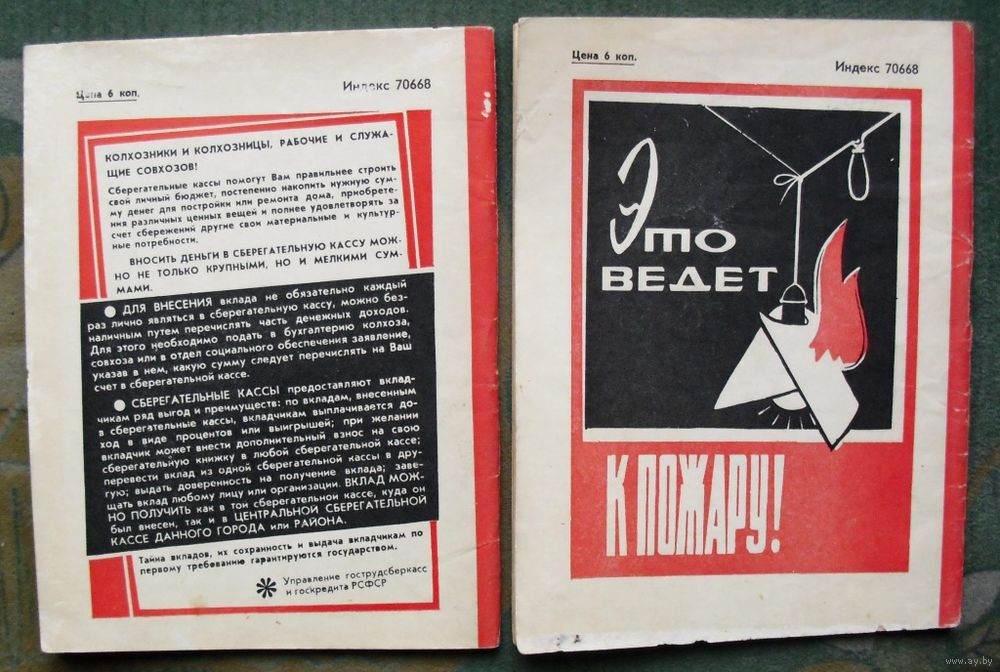 Цена 6 коп.
Индекс 70668
КОЛХОЗНИКИ И КОЛХОЗНИЦЫ, РАБОЧИЕ И СЛУЖА-
ЩИЕ СОВХОЗОВ!
Сберегательные кассы помогут Вам правильнее строить
свой личный бюджет, постепенно накопить нужную сум-
му денег для постройки или ремонта дома, приобрете-
ния различных ценных вещей и полнее удовлетворять за
счет сбережений другие свои материальные и культур-
ные потребности.
ВНОСИТЬ ДЕНЬГИ В СБЕРЕГАТЕЛЬНУЮ КАССУ МОЖ-
НО НЕ ТОЛЬКО КРУПНЫМИ, НО И МЕЛКИМИ СУМ-
МАМИ.
● ДЛЯ ВНЕСЕНИЯ вклада не обязательно каждый
раз лично являться в сберегательную кассу, можно без-
наличным путем перечислять часть денежных доходов.
Для этого необходимо подать в бухгалтерию колхоза,
совхоза или в отдел социального обеспечения заявление,
указав в нем, какую сумму следует перечислять на Ваш
счет в сберегательной кассе.
● СБЕРЕГАТЕЛЬНЫЕ КАССЫ предоставляют вклад-
чикам ряд выгод и преимуществ: по вкладам, внесенным
в сберегательные кассы, вкладчикам выплачивается до-
ход в виде процентов или выигрышей; при желании
вкладчик может внести дополнительный взнос на свою
сберегательную книжку в любой сберегательной кассе;
перевести вклад из одной сберегательной кассы в дру-
гую; выдать доверенность на получение вклада; заве-
щать вклад любому лицу или организации. ВКЛАД МОЖ-
НО ПОЛУЧИТЬ как в той сберегательной кассе, куда он
был внесен, так и в ЦЕНТРАЛЬНОЙ СБЕРЕГАТЕЛЬНОЙ
КАССЕ ДАННОГО ГОРОДА или РАЙОНА.
Тайна вкладов, их сохранность и выдача вкладчикам по
первому требованию гарантируются государством.
Управление гострудсберкасс
и госкредита РСФСР
Цена 6 коп.
Индекс 70668
Это
ВЕДЕТ
К ПОЖАРУ!
www.ay.by